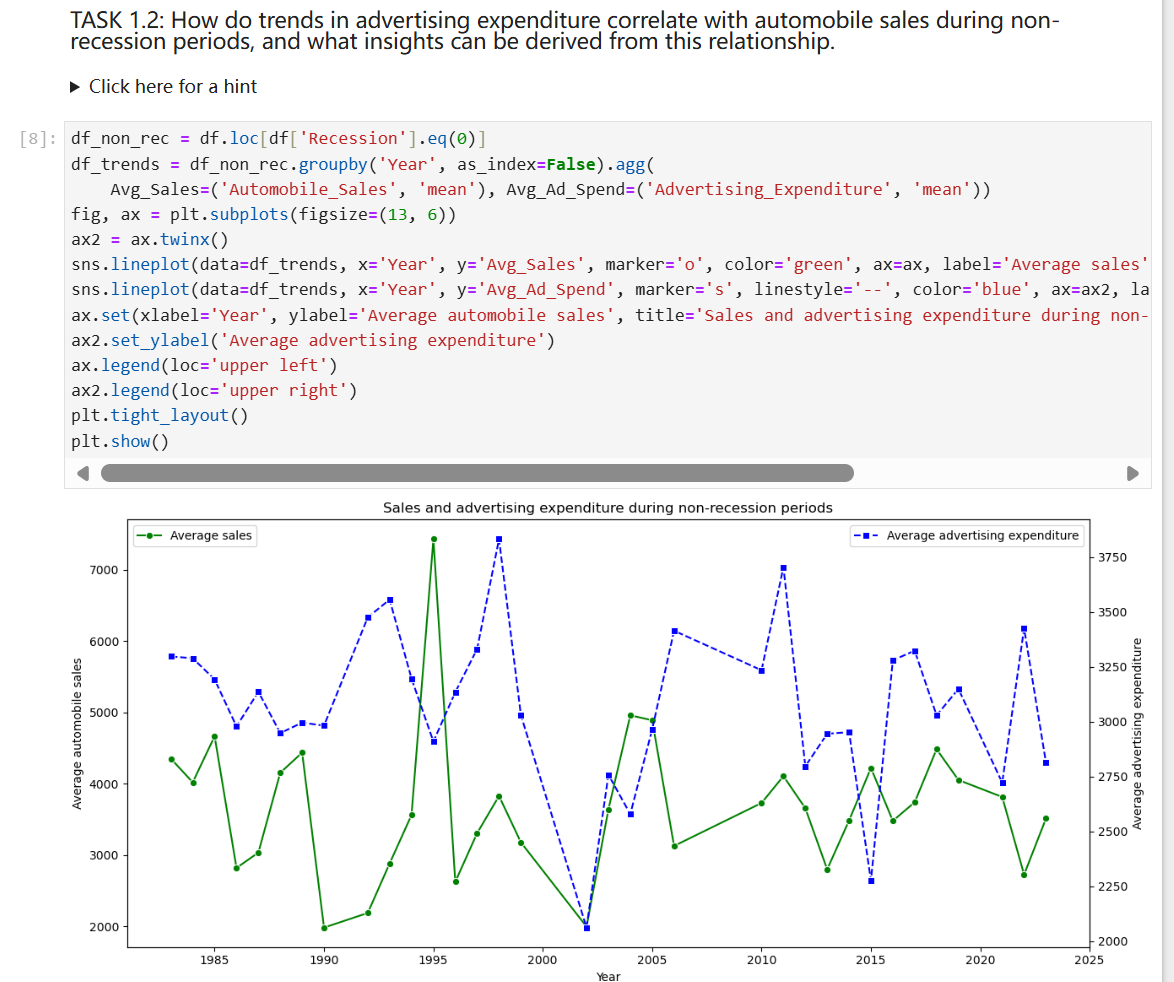 TASK 1.2: How do trends in advertising expenditure correlate with automobile sales during non-
recession periods, and what insights can be derived from this relationship.
▶ Click here for a hint
[8]:
df_non_rec = df.loc[df['Recession'].eq(0)]
df_trends = df_non_rec.groupby('Year', as_index=False).agg(
    Avg_Sales=('Automobile_Sales', 'mean'), Avg_Ad_Spend=('Advertising_Expenditure', 'mean'))
fig, ax = plt.subplots(figsize=(13, 6))
ax2 = ax.twinx()
sns.lineplot(data=df_trends, x='Year', y='Avg_Sales', marker='o', color='green', ax=ax, label='Average sales'
sns.lineplot(data=df_trends, x='Year', y='Avg_Ad_Spend', marker='s', linestyle='--', color='blue', ax=ax2, la
ax.set(xlabel='Year', ylabel='Average automobile sales', title='Sales and advertising expenditure during non-
ax2.set_ylabel('Average advertising expenditure')
ax.legend(loc='upper left')
ax2.legend(loc='upper right')
plt.tight_layout()
plt.show()
Sales and advertising expenditure during non-recession periods
Average sales
Average advertising expenditure
7000
6000
5000
4000
3000
2000
Average automobile sales
3750
3500
3250
3000
2750
2500
2250
2000
Average advertising expenditure
1985
1990
1995
2000
2005
2010
2015
2020
2025
Year